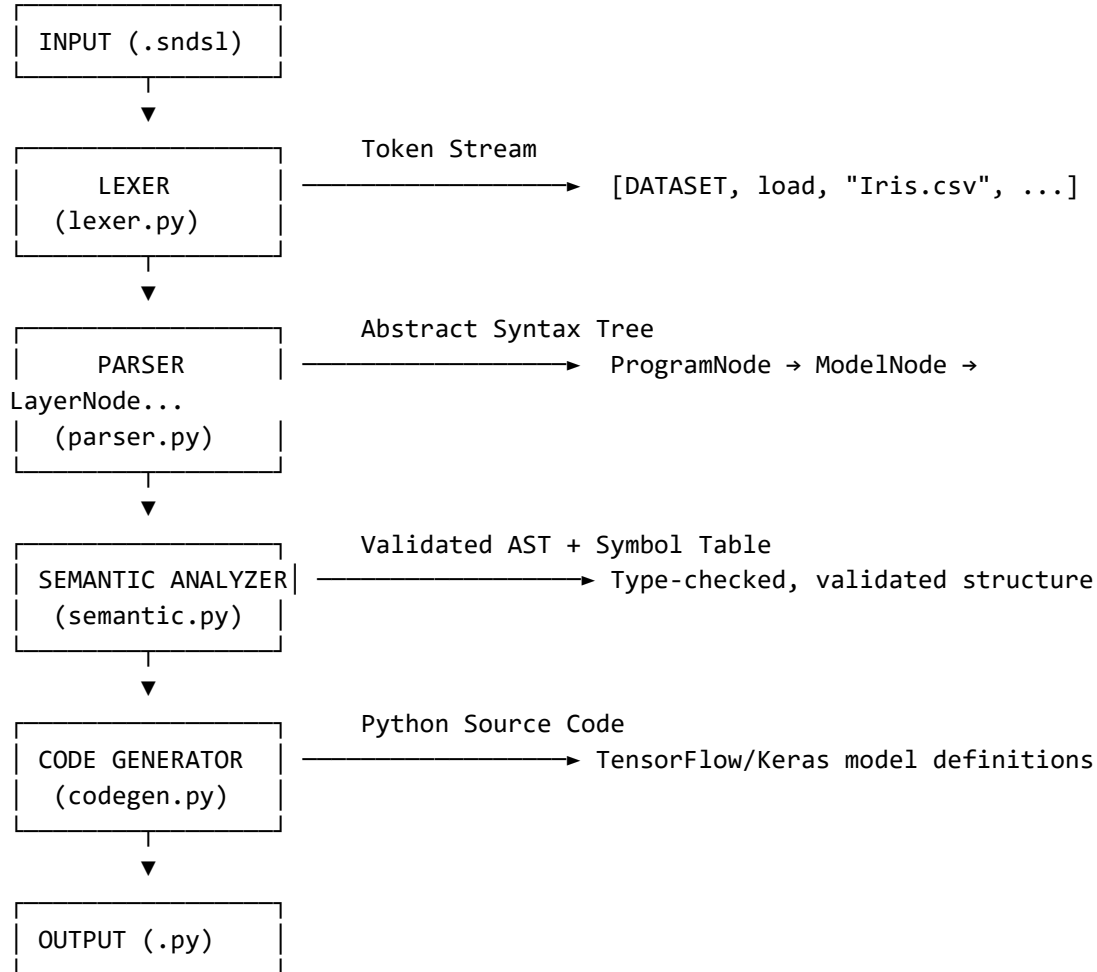 INPUT (.sndsl)
Token Stream
LEXER ──────────────────► [DATASET, load, "Iris.csv", ...]
(lexer.py)
Abstract Syntax Tree
PARSER ──────────────────► ProgramNode → ModelNode →
LayerNode...
(parser.py)
Validated AST + Symbol Table
SEMANTIC ANALYZER│ ──────────────────► Type-checked, validated structure
(semantic.py)
Python Source Code
CODE GENERATOR ──────────────────► TensorFlow/Keras model definitions
(codegen.py)
OUTPUT (.py)